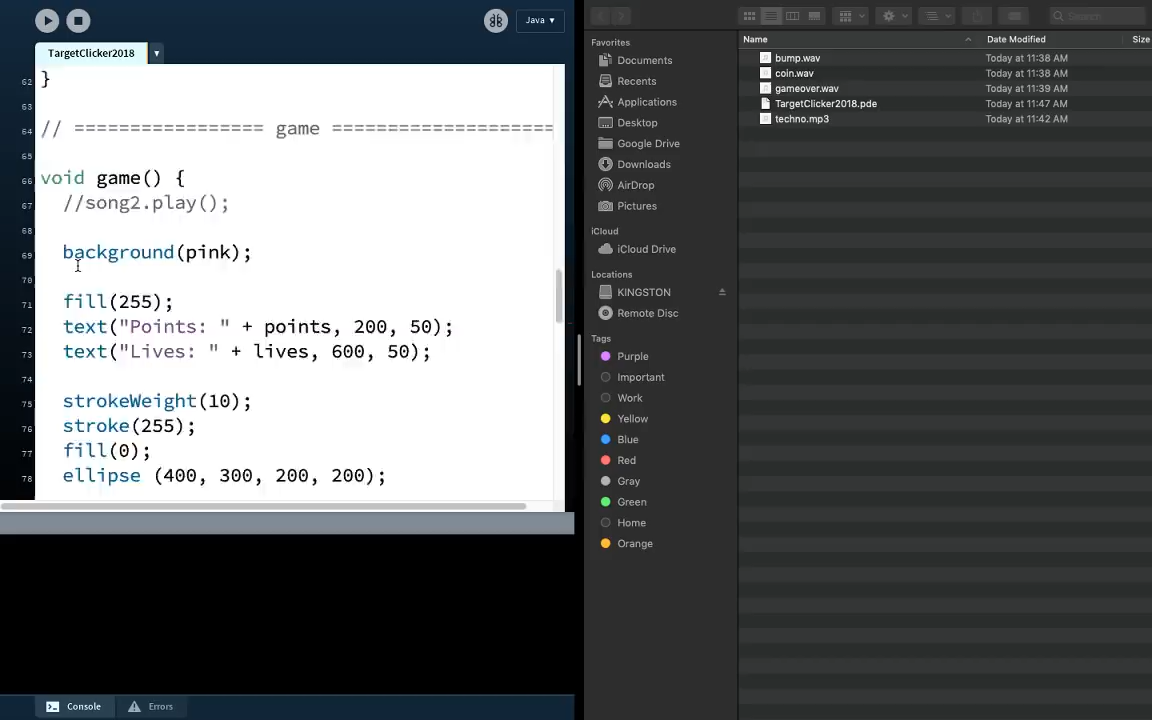 Java ▾
TargetClicker2018 ▾
62 }
63
64 // ================= game ====================
65
66 void game() {
67 //song2.play();
68
69 background(pink);
70
71 fill(255);
72 text("Points: " + points, 200, 50);
73 text("Lives: " + lives, 600, 50);
74
75 strokeWeight(10);
76 stroke(255);
77 fill(0);
78 ellipse (400, 300, 200, 200);
Console Errors
Search
Favorites
Documents
Recents
Applications
Desktop
Google Drive
Downloads
AirDrop
Pictures
iCloud
iCloud Drive
Locations
KINGSTON
Remote Disc
Tags
Purple
Important
Work
Yellow
Blue
Red
Gray
Green
Home
Orange
Name Date Modified Size
bump.wav Today at 11:38 AM
coin.wav Today at 11:38 AM
gameover.wav Today at 11:39 AM
TargetClicker2018.pde Today at 11:47 AM
techno.mp3 Today at 11:42 AM